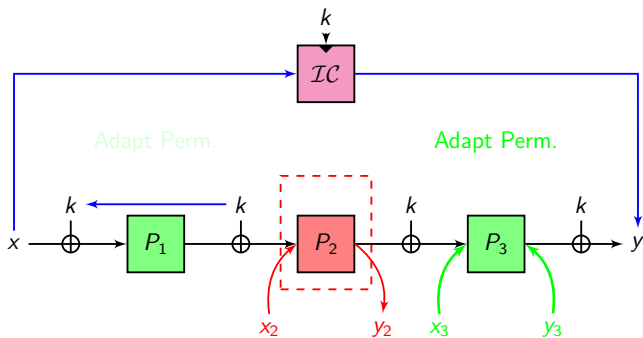 k
IC
Adapt Perm. Adapt Perm.
k k k k
x P₁ P₂ P₃ y
x₂ y₂ x₃ y₃